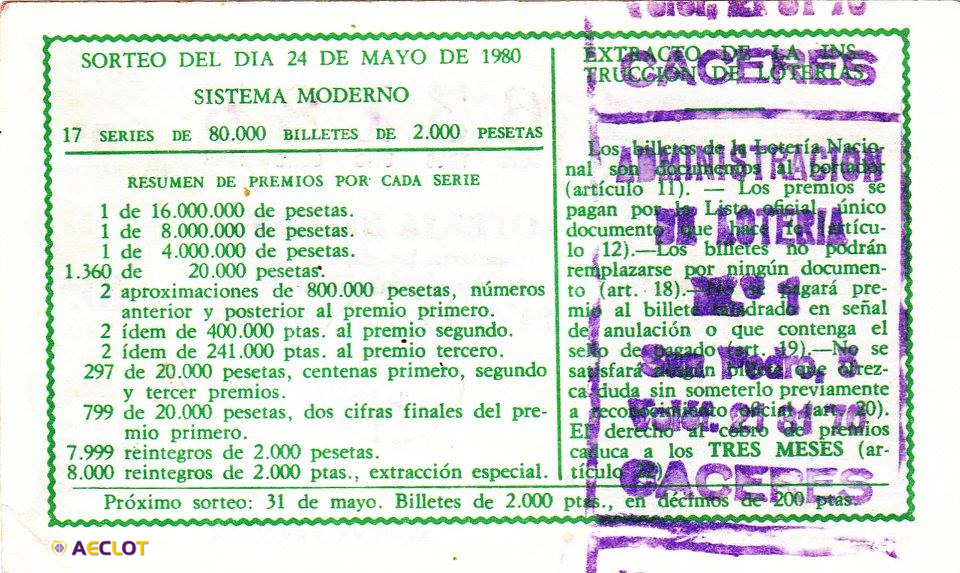 SORTEO DEL DIA 24 DE MAYO DE 1980
SISTEMA MODERNO
17 SERIES DE 80.000 BILLETES DE 2.000 PESETAS
RESUMEN DE PREMIOS POR CADA SERIE
1 de 16.000.000 de pesetas.
1 de 8.000.000 de pesetas.
1 de 4.000.000 de pesetas.
1.360 de 20.000 pesetas.
2 aproximaciones de 800.000 pesetas, números
anterior y posterior al premio primero.
2 ídem de 400.000 ptas. al premio segundo.
2 ídem de 241.000 ptas. al premio tercero.
297 de 20.000 pesetas, centenas primero, segundo
y tercer premios.
799 de 20.000 pesetas, dos cifras finales del pre-
mio primero.
7.999 reintegros de 2.000 pesetas.
8.000 reintegros de 2.000 ptas., extracción especial.
EXTRACTO DE LA INS-
TRUCCION DE LOTERIAS
Los billetes de la Lotería Nacio-
nal son documentos al portador
(artículo 11). — Los premios se
pagan por la Lista oficial, único
documento que hace fe (artícu-
lo 12).—Los billetes no podrán
remplazarse por ningún documen-
to (art. 18).—No se pagará pre-
mio al billete taladrado en señal
de anulación o que contenga el
sello de pagado (art. 19).—No se
satisfará ningún billete que ofrez-
ca duda sin someterlo previamente
a reconocimiento oficial (art. 20).
El derecho al cobro de premios
caduca a los TRES MESES (ar-
tículo
Próximo sorteo: 31 de mayo. Billetes de 2.000 ptas., en décimos de 200 ptas.
CACERES
ADMINISTRACION
DE LOTERIA
Nº 1
San Pedro,
Teléf. 21 01 70
CACERES
AECLOT